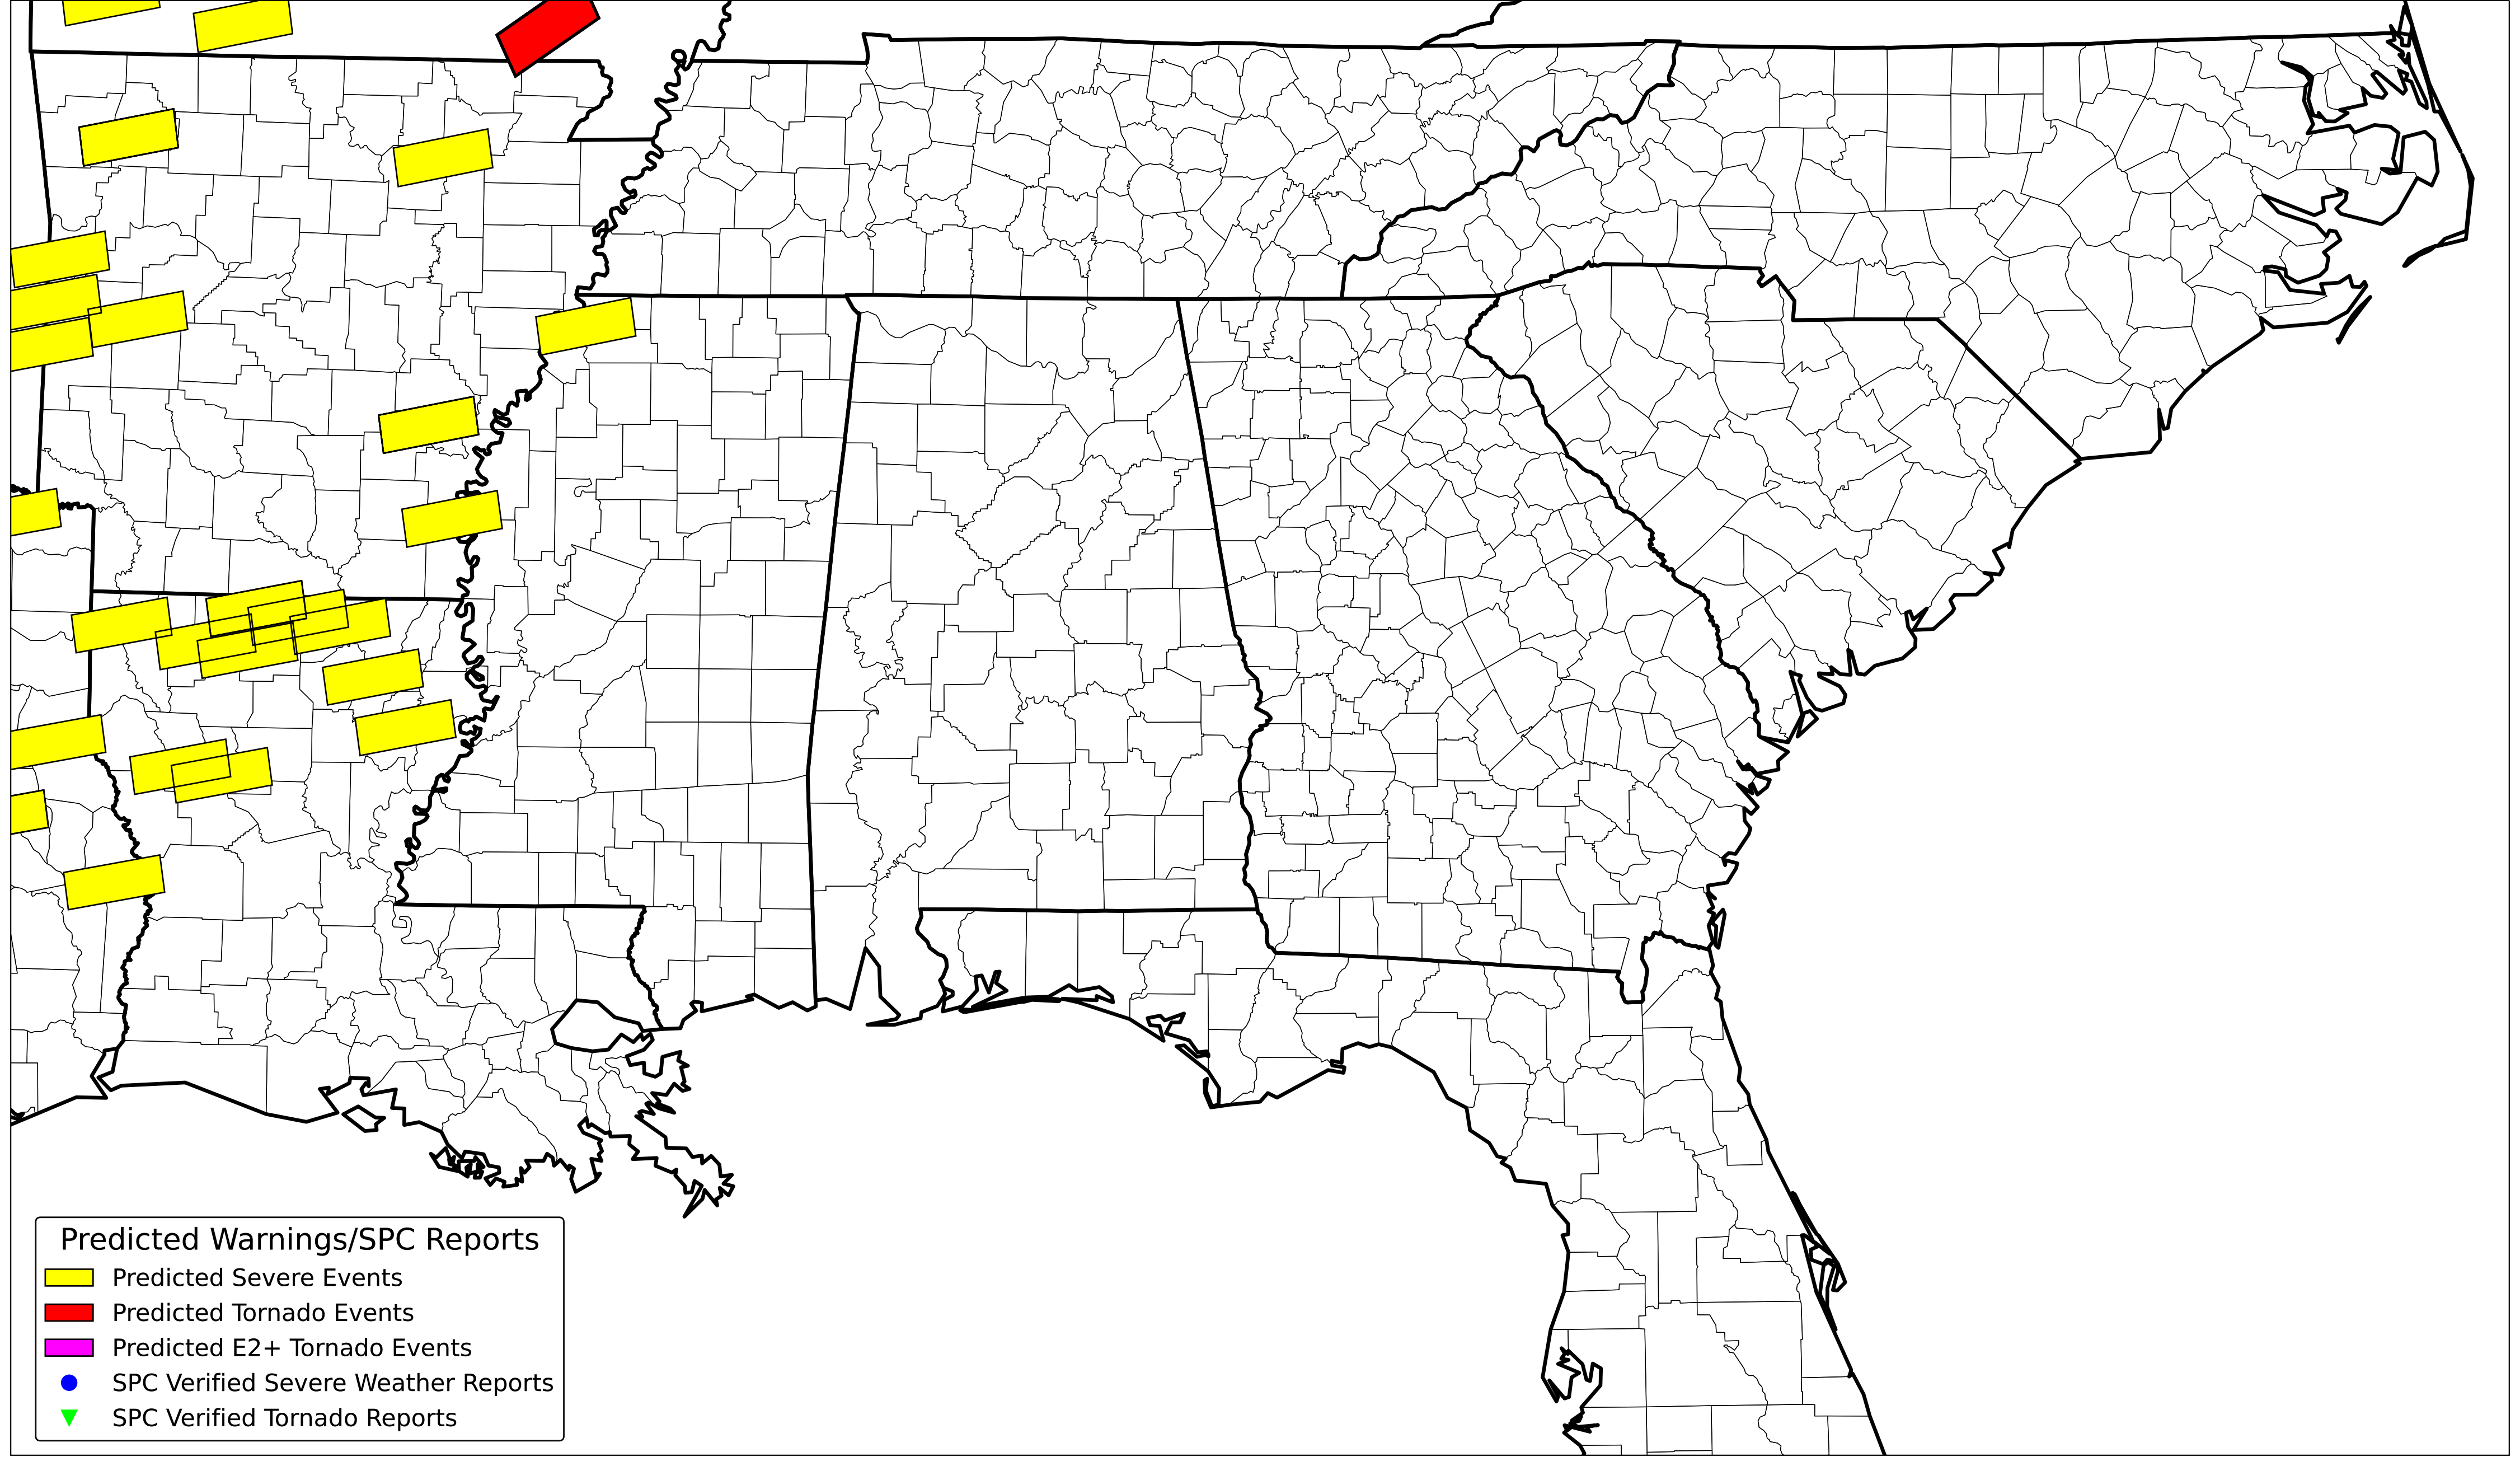 Predicted Warnings/SPC Reports
Predicted Severe Events
Predicted Tornado Events
Predicted E2+ Tornado Events
SPC Verified Severe Weather Reports
SPC Verified Tornado Reports